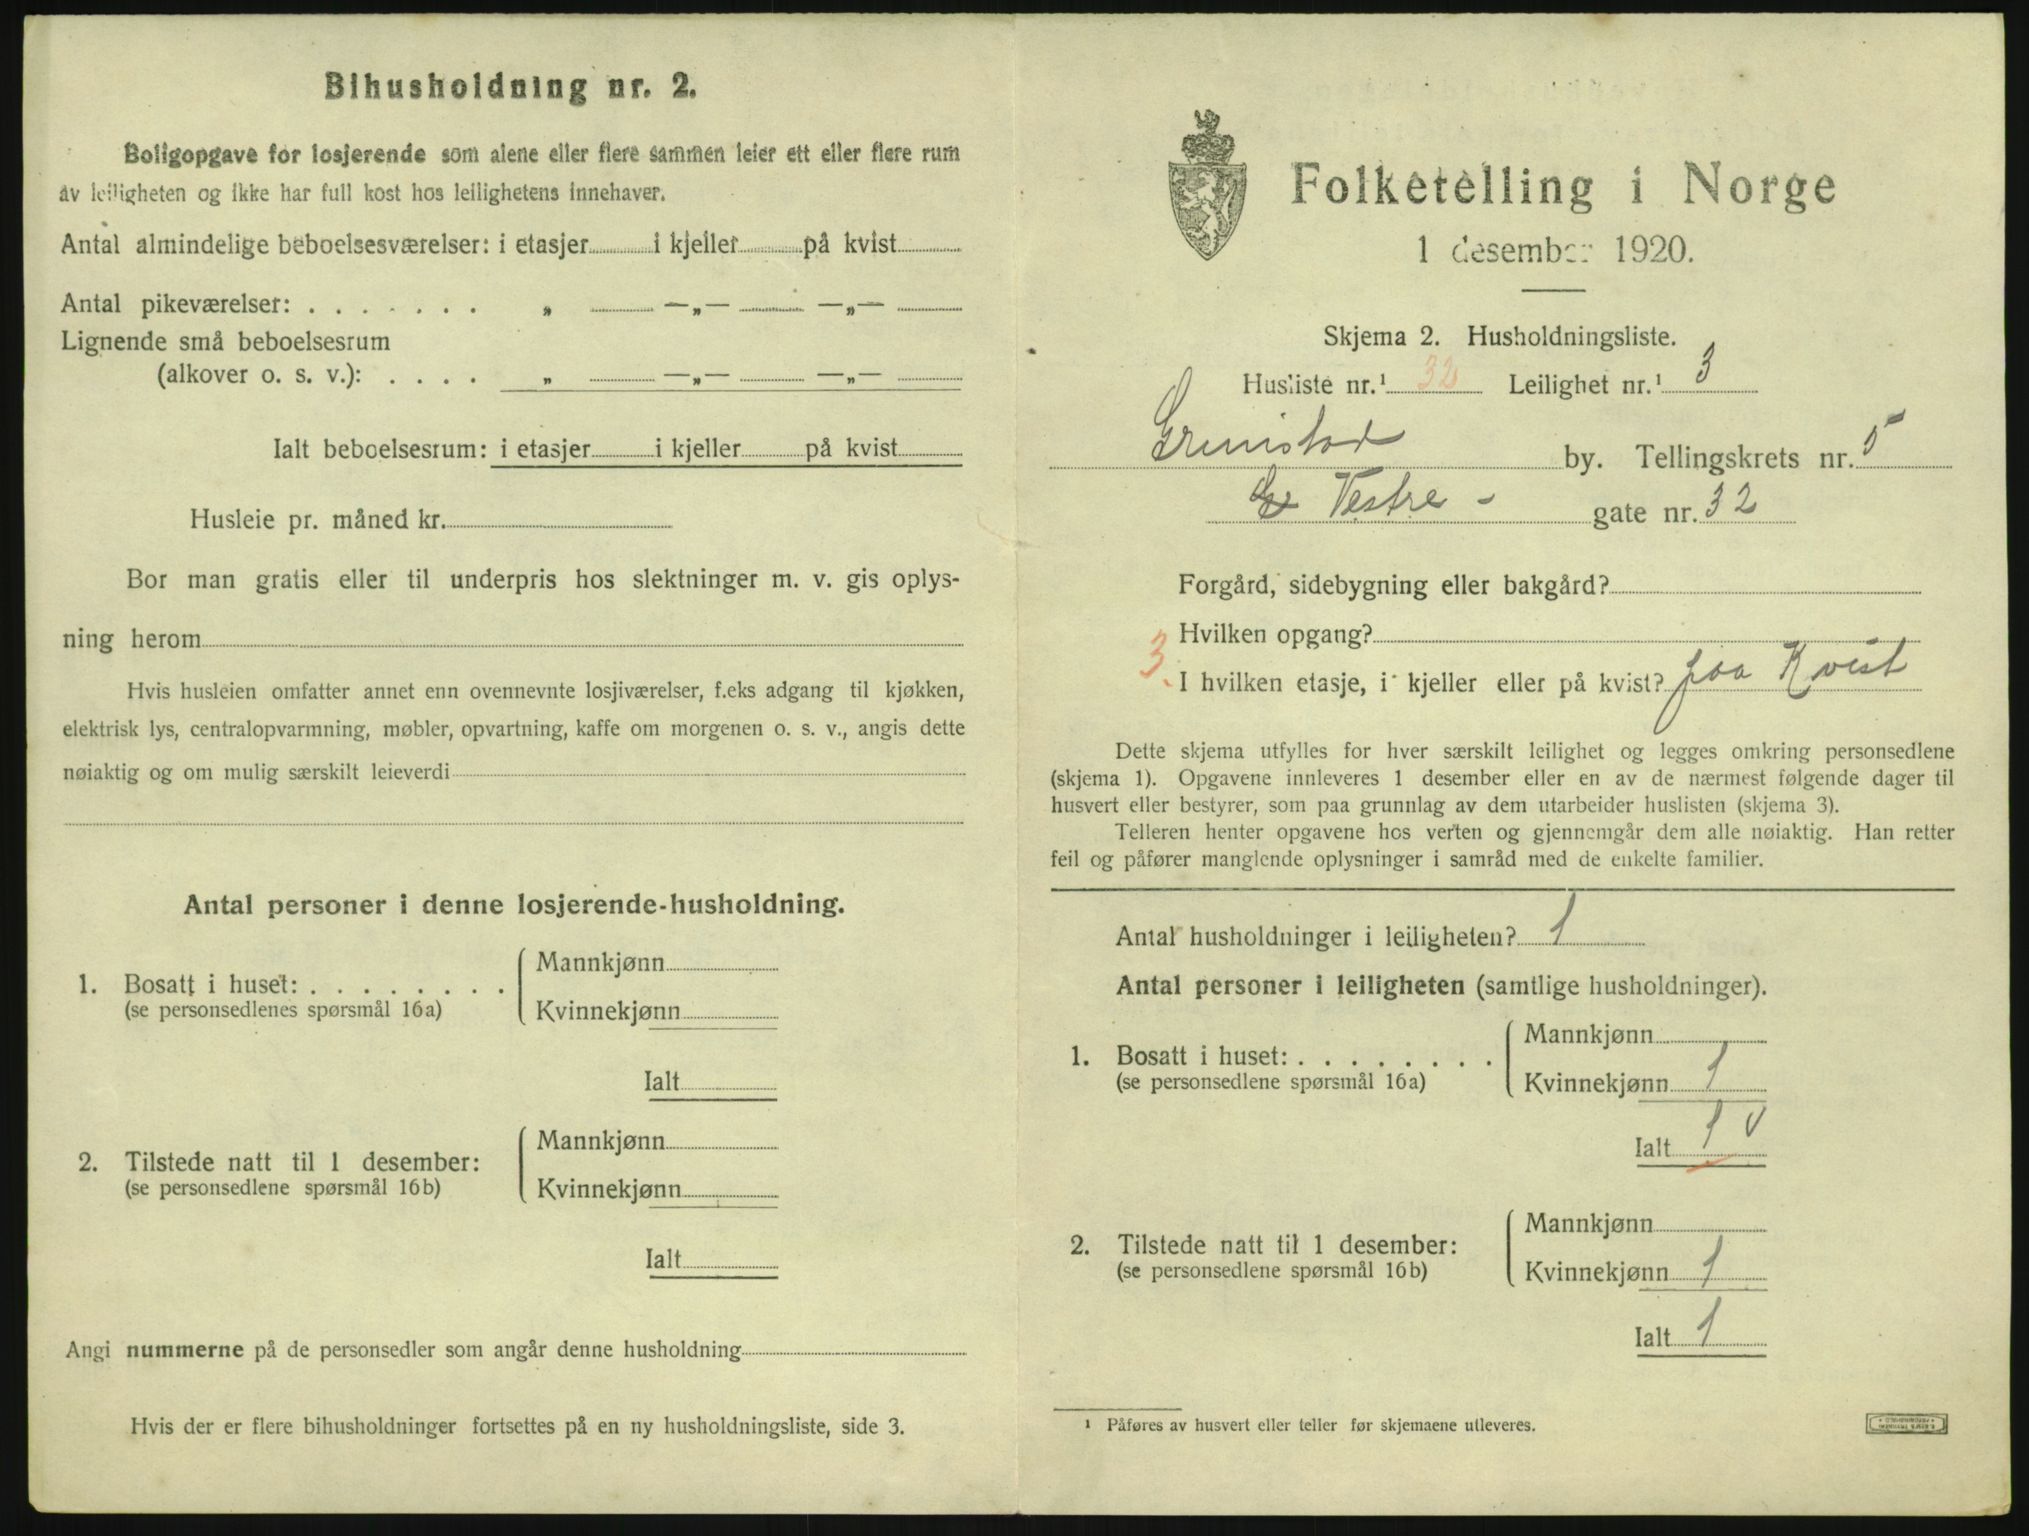 Bihusholdning nr. 2.
Boligopgave for losjerende som alene eller flere sammen leier ett eller flere rum
av leiligheten og ikke har full kost hos leilighetens innehaver.
Antal almindelige beboelsesværelser: i etasjer i kjeller på kvist
Antal pikeværelser: . . . . . . . „ —„— —„—
Lignende små beboelsesrum
(alkover o. s. v.): . . . . „ —„— —„—
Ialt beboelsesrum: i etasjer i kjeller på kvist
Husleie pr. måned kr.
Bor man gratis eller til underpris hos slektninger m. v. gis oplys-
ning herom
Hvis husleien omfatter annet enn ovennevnte losjiværelser, f.eks adgang til kjøkken,
elektrisk lys, centralopvarmning, møbler, opvartning, kaffe om morgenen o. s. v., angis dette
nøiaktig og om mulig særskilt leieverdi
Antal personer i denne losjerende-husholdning.
1. Bosatt i huset: . . . . . . . . Mannkjønn
(se personsedlenes spørsmål 16a) Kvinnekjønn
Ialt
2. Tilstede natt til 1 desember: Mannkjønn
(se personsedlene spørsmål 16b) Kvinnekjønn
Ialt
Angi nummerne på de personsedler som angår denne husholdning
Hvis der er flere bihusholdninger fortsettes på en ny husholdningsliste, side 3.
Folketelling i Norge
1 desember 1920.
Skjema 2. Husholdningsliste.
Husliste nr.¹ 32 Leilighet nr.¹ 3
Grimstad by. Tellingskrets nr. 5
Vestre - gate nr. 32
Forgård, sidebygning eller bakgård?
Hvilken opgang?
3. I hvilken etasje, i kjeller eller på kvist? paa Kvist
Dette skjema utfylles for hver særskilt leilighet og legges omkring personsedlene
(skjema 1). Opgavene innleveres 1 desember eller en av de nærmest følgende dager til
husvert eller bestyrer, som paa grunnlag av dem utarbeider huslisten (skjema 3).
Telleren henter opgavene hos verten og gjennemgår dem alle nøiaktig. Han retter
feil og påfører manglende oplysninger i samråd med de enkelte familier.
Antal husholdninger i leiligheten? 1
Antal personer i leiligheten (samtlige husholdninger).
1. Bosatt i huset: . . . . . . . . Mannkjønn
(se personsedlene spørsmål 16a) Kvinnekjønn 1
Ialt 1 v
2. Tilstede natt til 1 desember: Mannkjønn
(se personsedlene spørsmål 16b) Kvinnekjønn 1
Ialt 1
¹ Påføres av husvert eller teller før skjemaene utleveres.